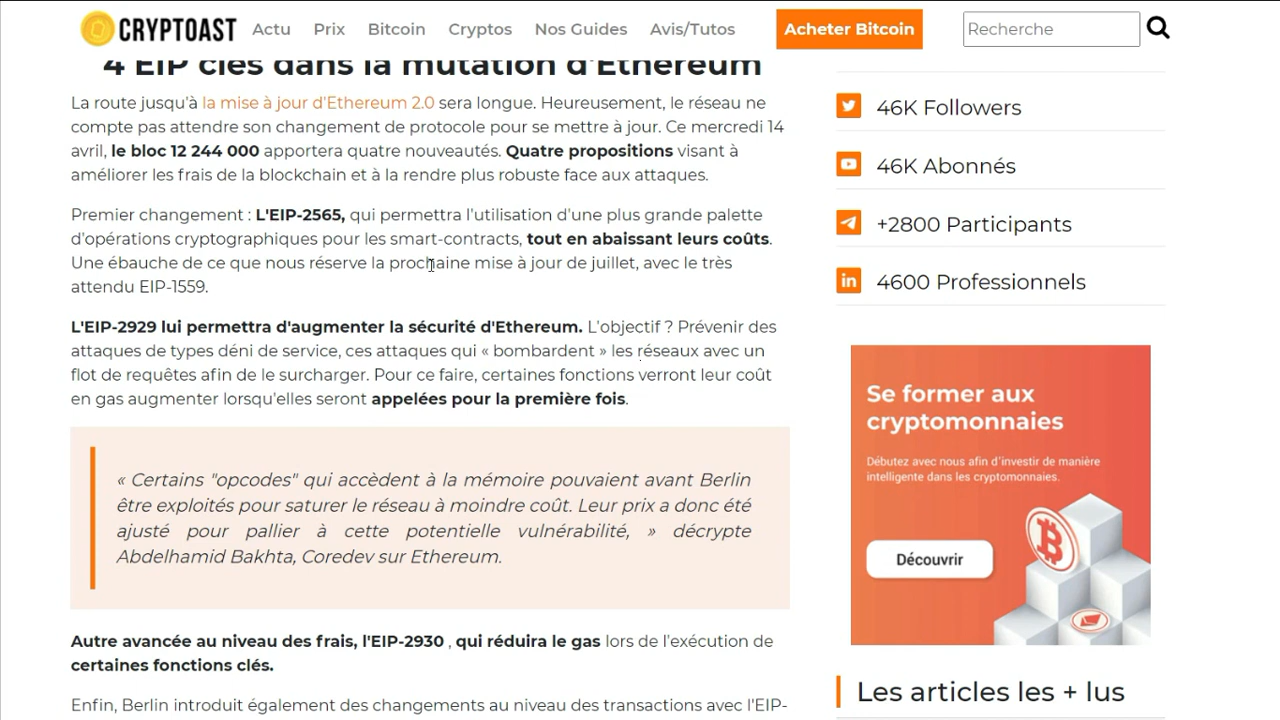 CRYPTOAST
Actu
Prix
Bitcoin
Cryptos
Nos Guides
Avis/Tutos
Acheter Bitcoin
Recherche
4 EIP clés dans la mutation d'Ethereum
La route jusqu'à la mise à jour d'Ethereum 2.0 sera longue. Heureusement, le réseau ne
compte pas attendre son changement de protocole pour se mettre à jour. Ce mercredi 14
avril, le bloc 12 244 000 apportera quatre nouveautés. Quatre propositions visant à
améliorer les frais de la blockchain et à la rendre plus robuste face aux attaques.
Premier changement : L'EIP-2565, qui permettra l'utilisation d'une plus grande palette
d'opérations cryptographiques pour les smart-contracts, tout en abaissant leurs coûts.
Une ébauche de ce que nous réserve la prochaine mise à jour de juillet, avec le très
attendu EIP-1559.
L'EIP-2929 lui permettra d'augmenter la sécurité d'Ethereum. L'objectif ? Prévenir des
attaques de types déni de service, ces attaques qui « bombardent » les réseaux avec un
flot de requêtes afin de le surcharger. Pour ce faire, certaines fonctions verront leur coût
en gas augmenter lorsqu'elles seront appelées pour la première fois.
« Certains "opcodes" qui accèdent à la mémoire pouvaient avant Berlin
être exploités pour saturer le réseau à moindre coût. Leur prix a donc été
ajusté pour pallier à cette potentielle vulnérabilité, » décrypte
Abdelhamid Bakhta, Coredev sur Ethereum.
Autre avancée au niveau des frais, l'EIP-2930 , qui réduira le gas lors de l'exécution de
certaines fonctions clés.
Enfin, Berlin introduit également des changements au niveau des transactions avec l'EIP-
46K Followers
46K Abonnés
+2800 Participants
in
4600 Professionnels
Se former aux
cryptomonnaies
Débutez avec nous afin d'investir de manière
intelligente dans les cryptomonnaies.
Découvrir
Les articles les + lus